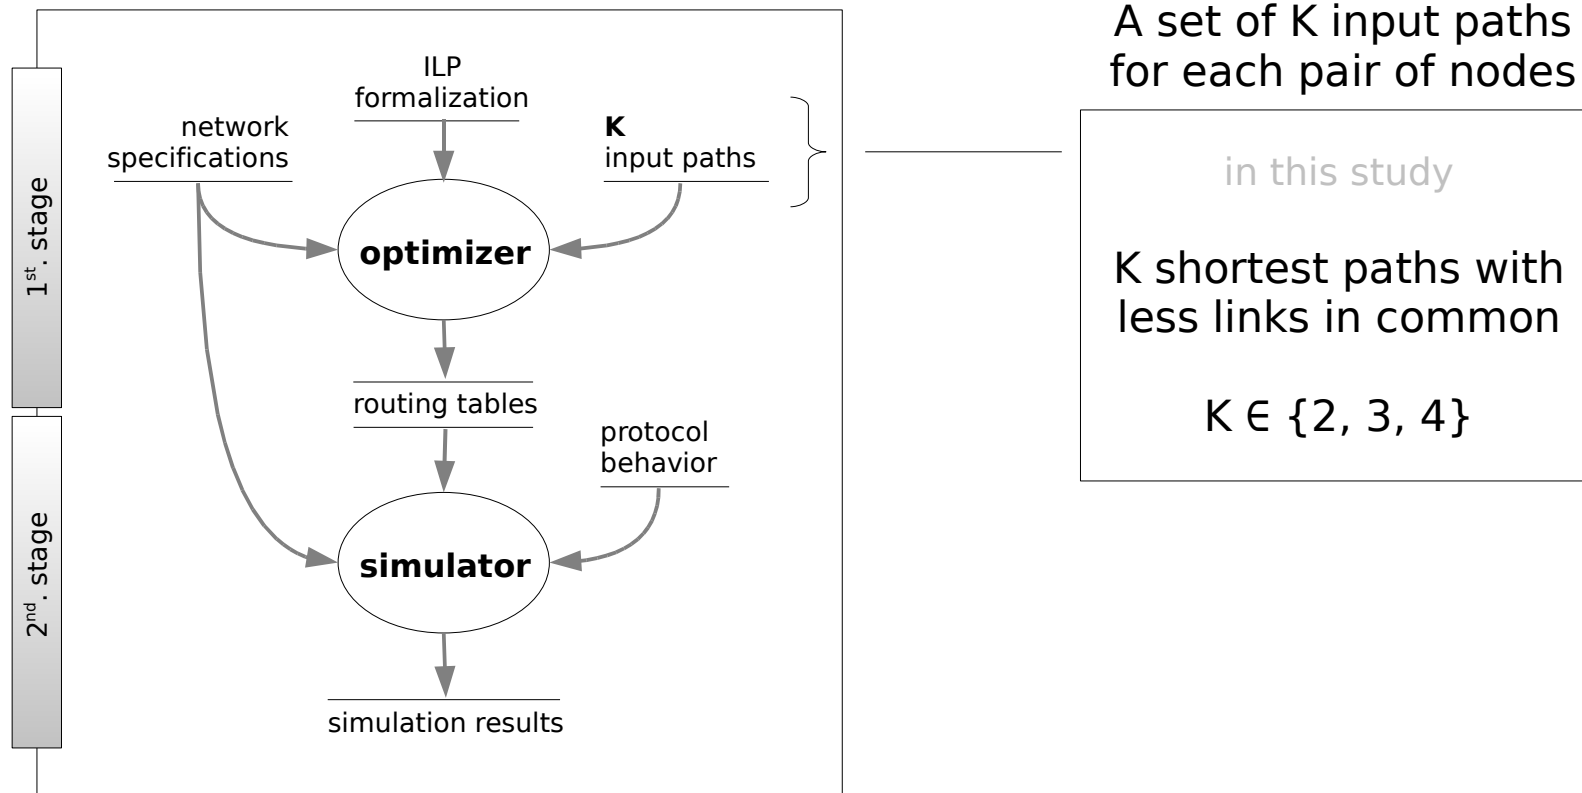 A set of K input paths
for each pair of nodes
ILP
formalization
network
specifications
K
input paths
in this study
1st. stage
optimizer
K shortest paths with
less links in common
routing tables
K ∈ {2, 3, 4}
protocol
behavior
2nd. stage
simulator
simulation results